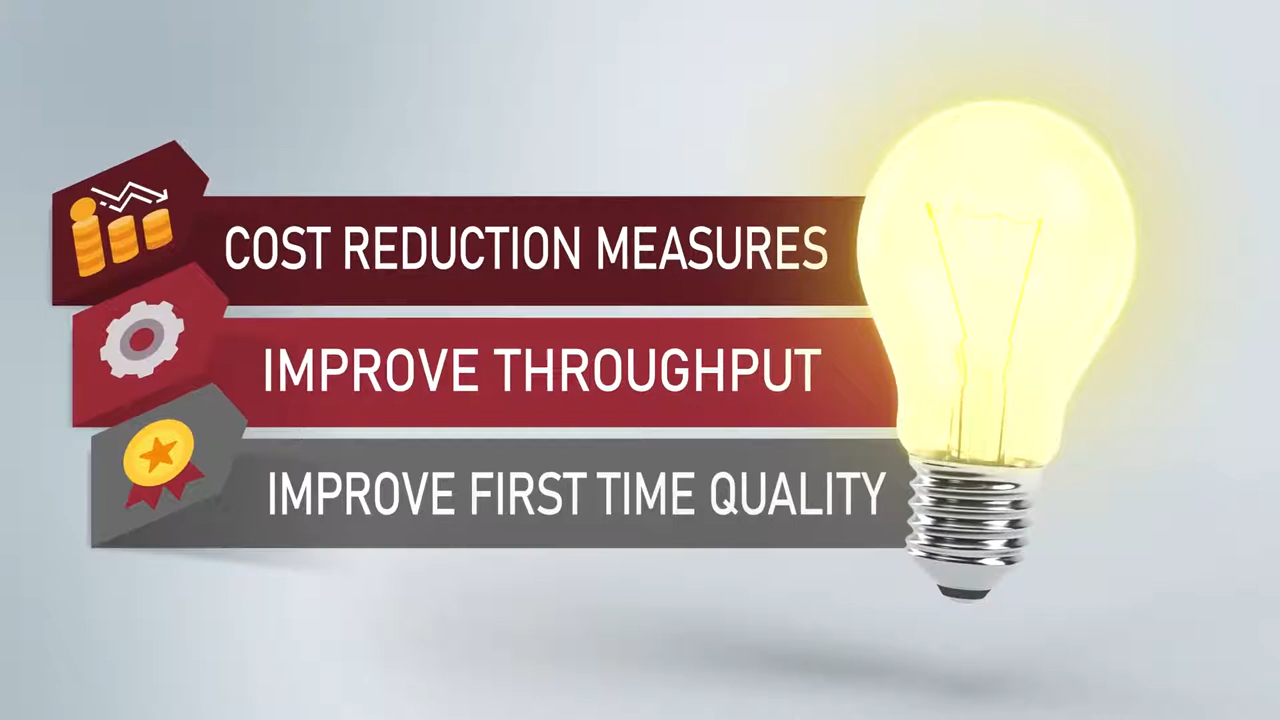 COST REDUCTION MEASURES
IMPROVE THROUGHPUT
IMPROVE FIRST TIME QUALITY